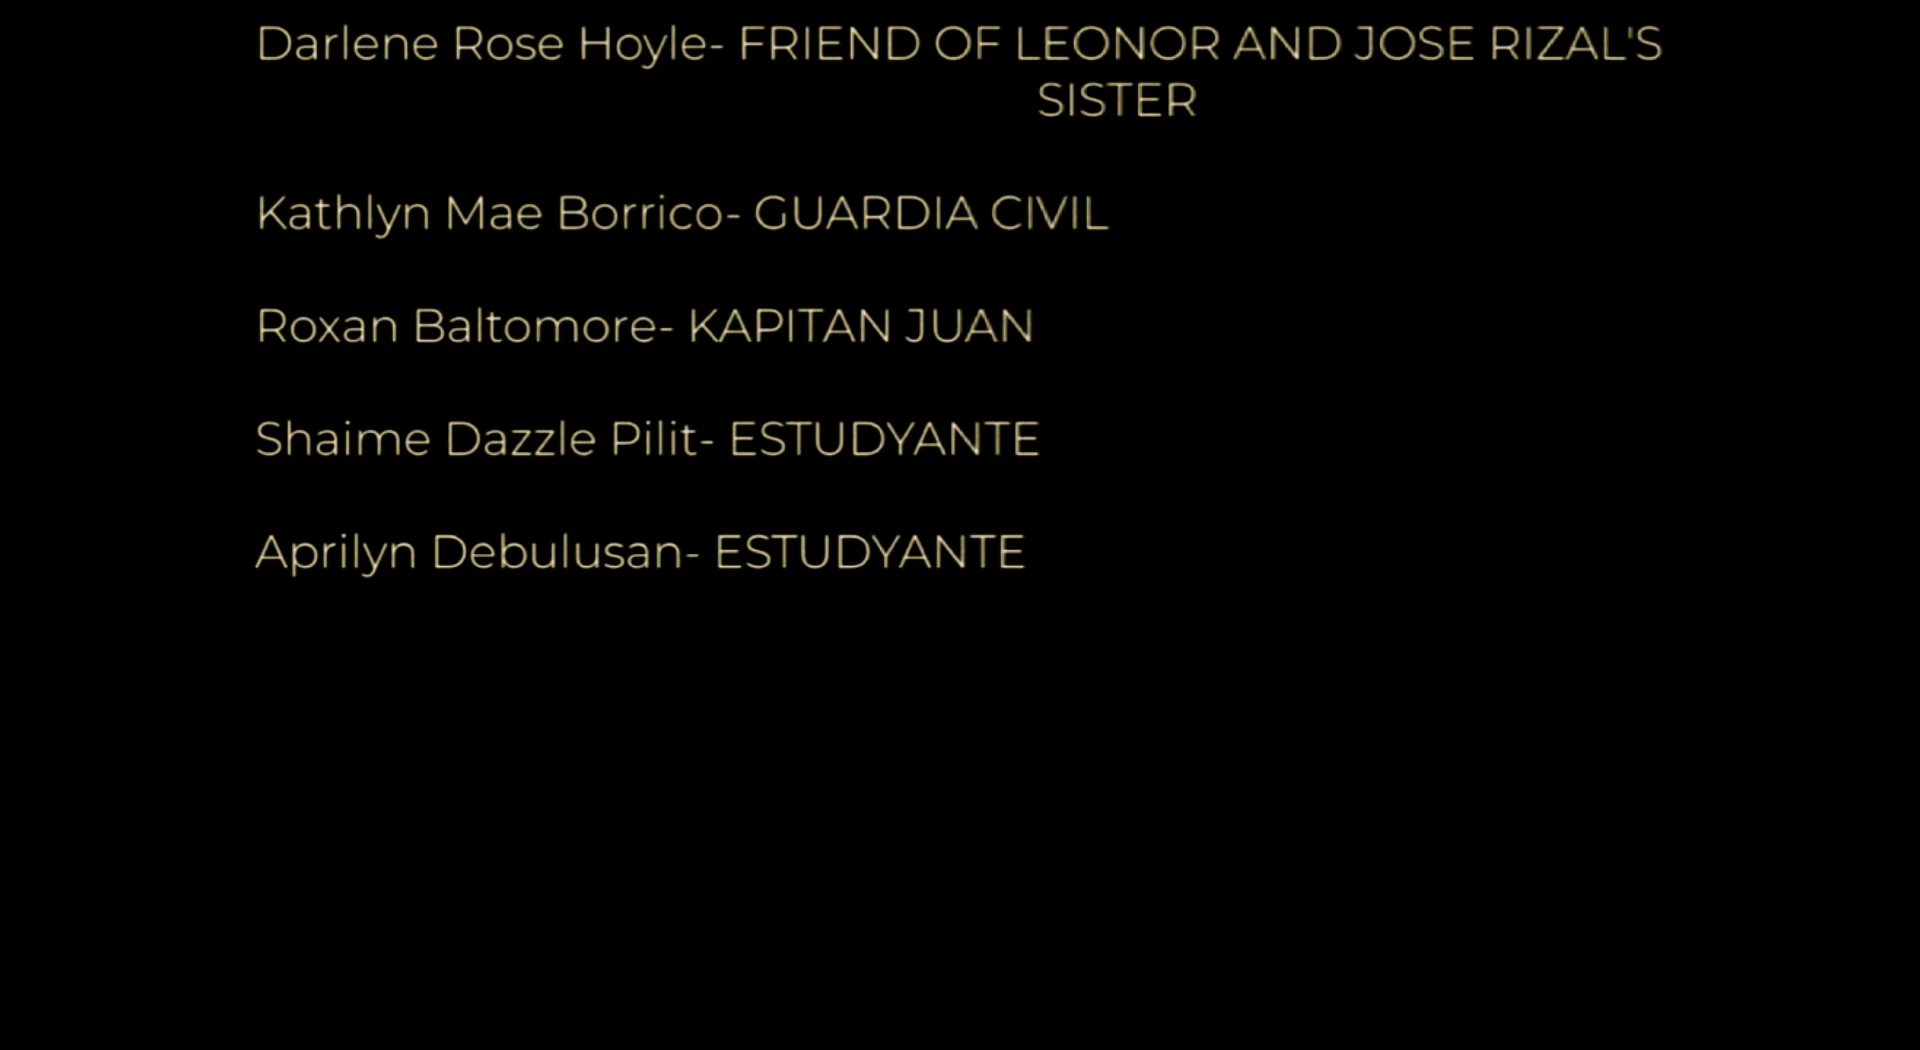 Darlene Rose Hoyle- FRIEND OF LEONOR AND JOSE RIZAL'S
SISTER
Kathlyn Mae Borrico- GUARDIA CIVIL
Roxan Baltomore- KAPITAN JUAN
Shaime Dazzle Pilit- ESTUDYANTE
Aprilyn Debulusan- ESTUDYANTE